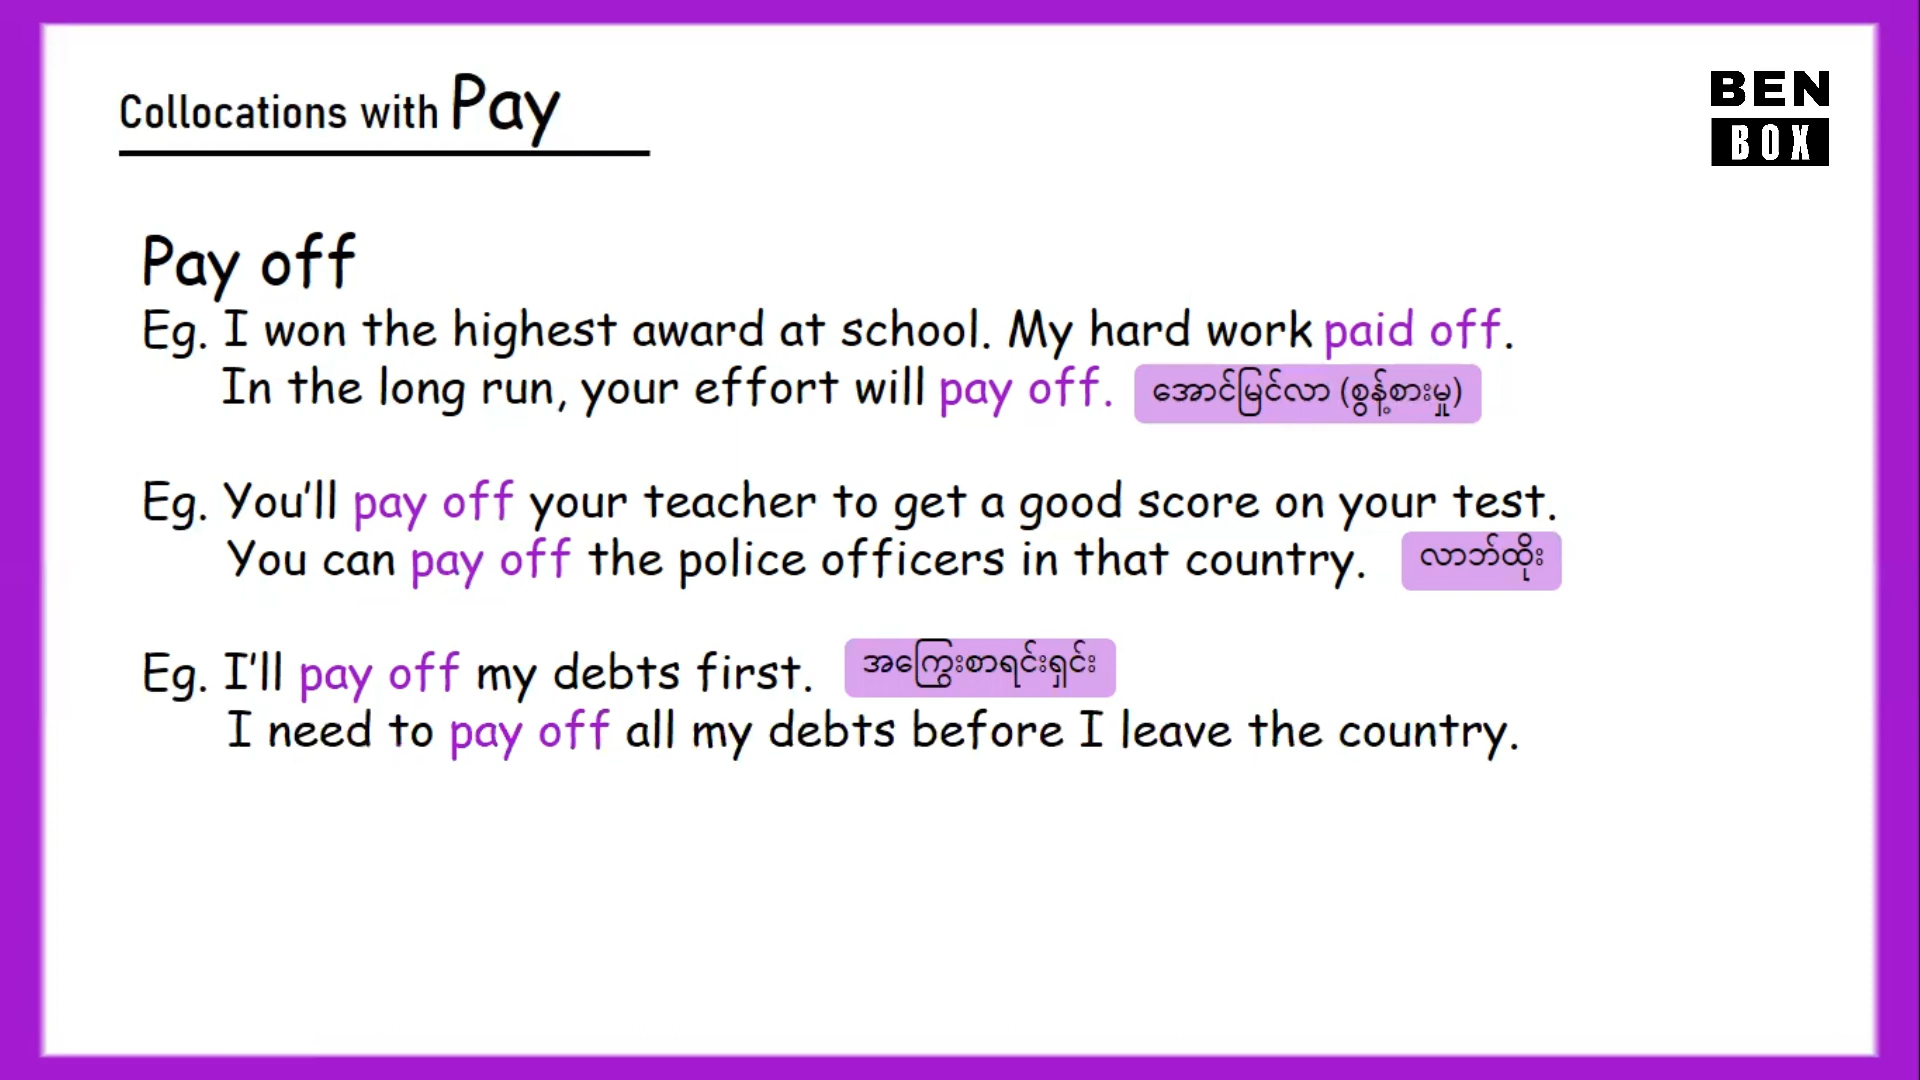 Collocations with Pay
BEN
BOX
Pay off
Eg. I won the highest award at school. My hard work paid off.
In the long run, your effort will pay off. အောင်မြင်လာ (စွန့်စားမှု)
Eg. You'll pay off your teacher to get a good score on your test.
You can pay off the police officers in that country. လာဘ်ထိုး
Eg. I'll pay off my debts first. အကြွေးစာရင်းရှင်း
I need to pay off all my debts before I leave the country.